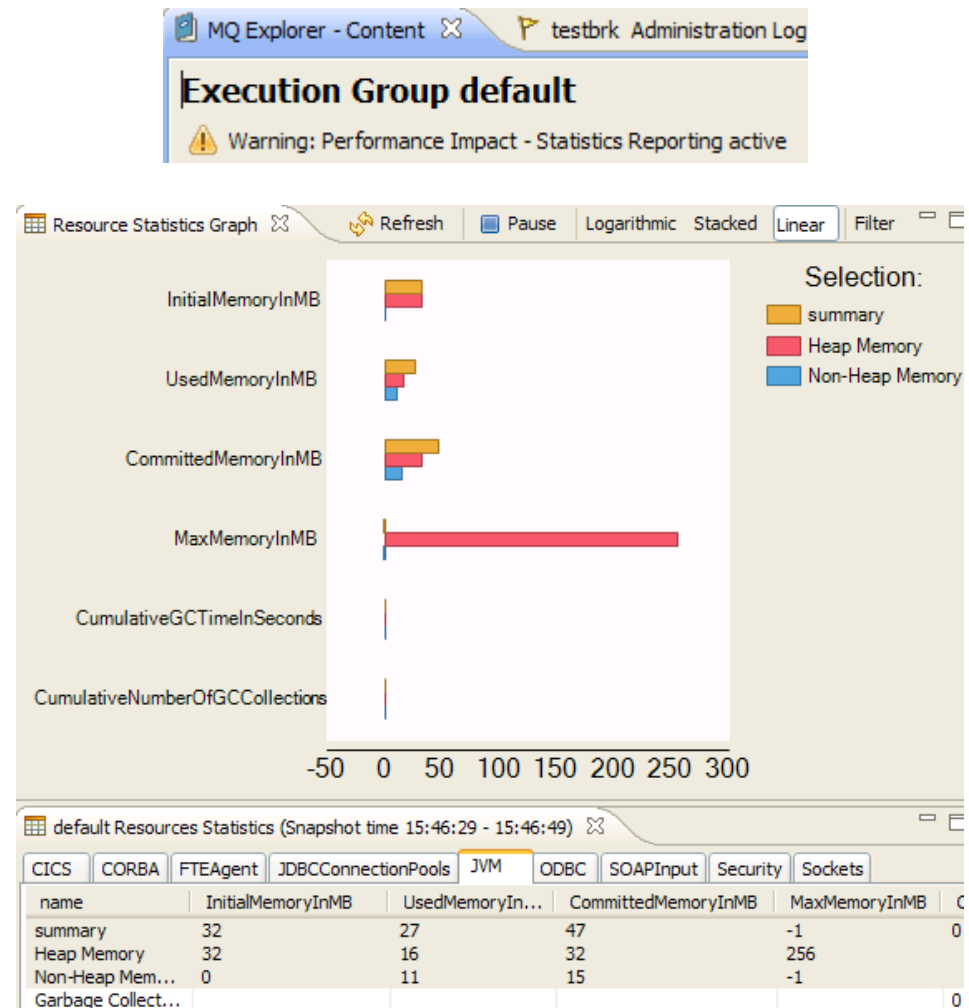 MQ Explorer - Content testbrk Administration Log
Execution Group default
Warning: Performance Impact - Statistics Reporting active
Resource Statistics Graph Refresh Pause Logarithmic Stacked Linear Filter
Selection:
summary
Heap Memory
Non-Heap Memory
InitialMemoryInMB
UsedMemoryInMB
CommittedMemoryInMB
MaxMemoryInMB
CumulativeGCTimeInSeconds
CumulativeNumberOfGCCollections
-50 0 50 100 150 200 250 300
default Resources Statistics (Snapshot time 15:46:29 - 15:46:49)
CICS CORBA FTEAgent JDBCConnectionPools JVM ODBC SOAPInput Security Sockets
name InitialMemoryInMB UsedMemoryIn... CommittedMemoryInMB MaxMemoryInMB C
summary 32 27 47 -1 0
Heap Memory 32 16 32 256
Non-Heap Mem... 0 11 15 -1
Garbage Collect... 0